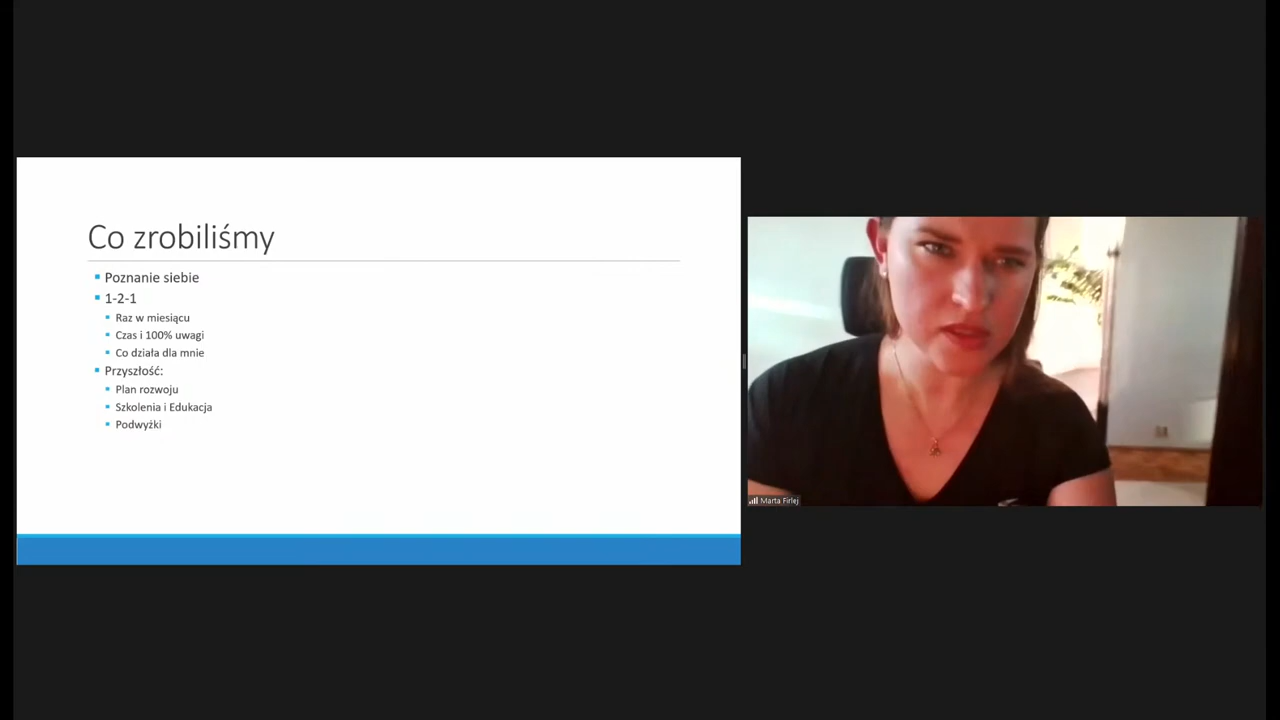 Co zrobiliśmy
Poznanie siebie
1-2-1
Raz w miesiącu
Czas i 100% uwagi
Co działa dla mnie
Przyszłość:
Plan rozwoju
Szkolenia i Edukacja
Podwyżki
Marta Firlej